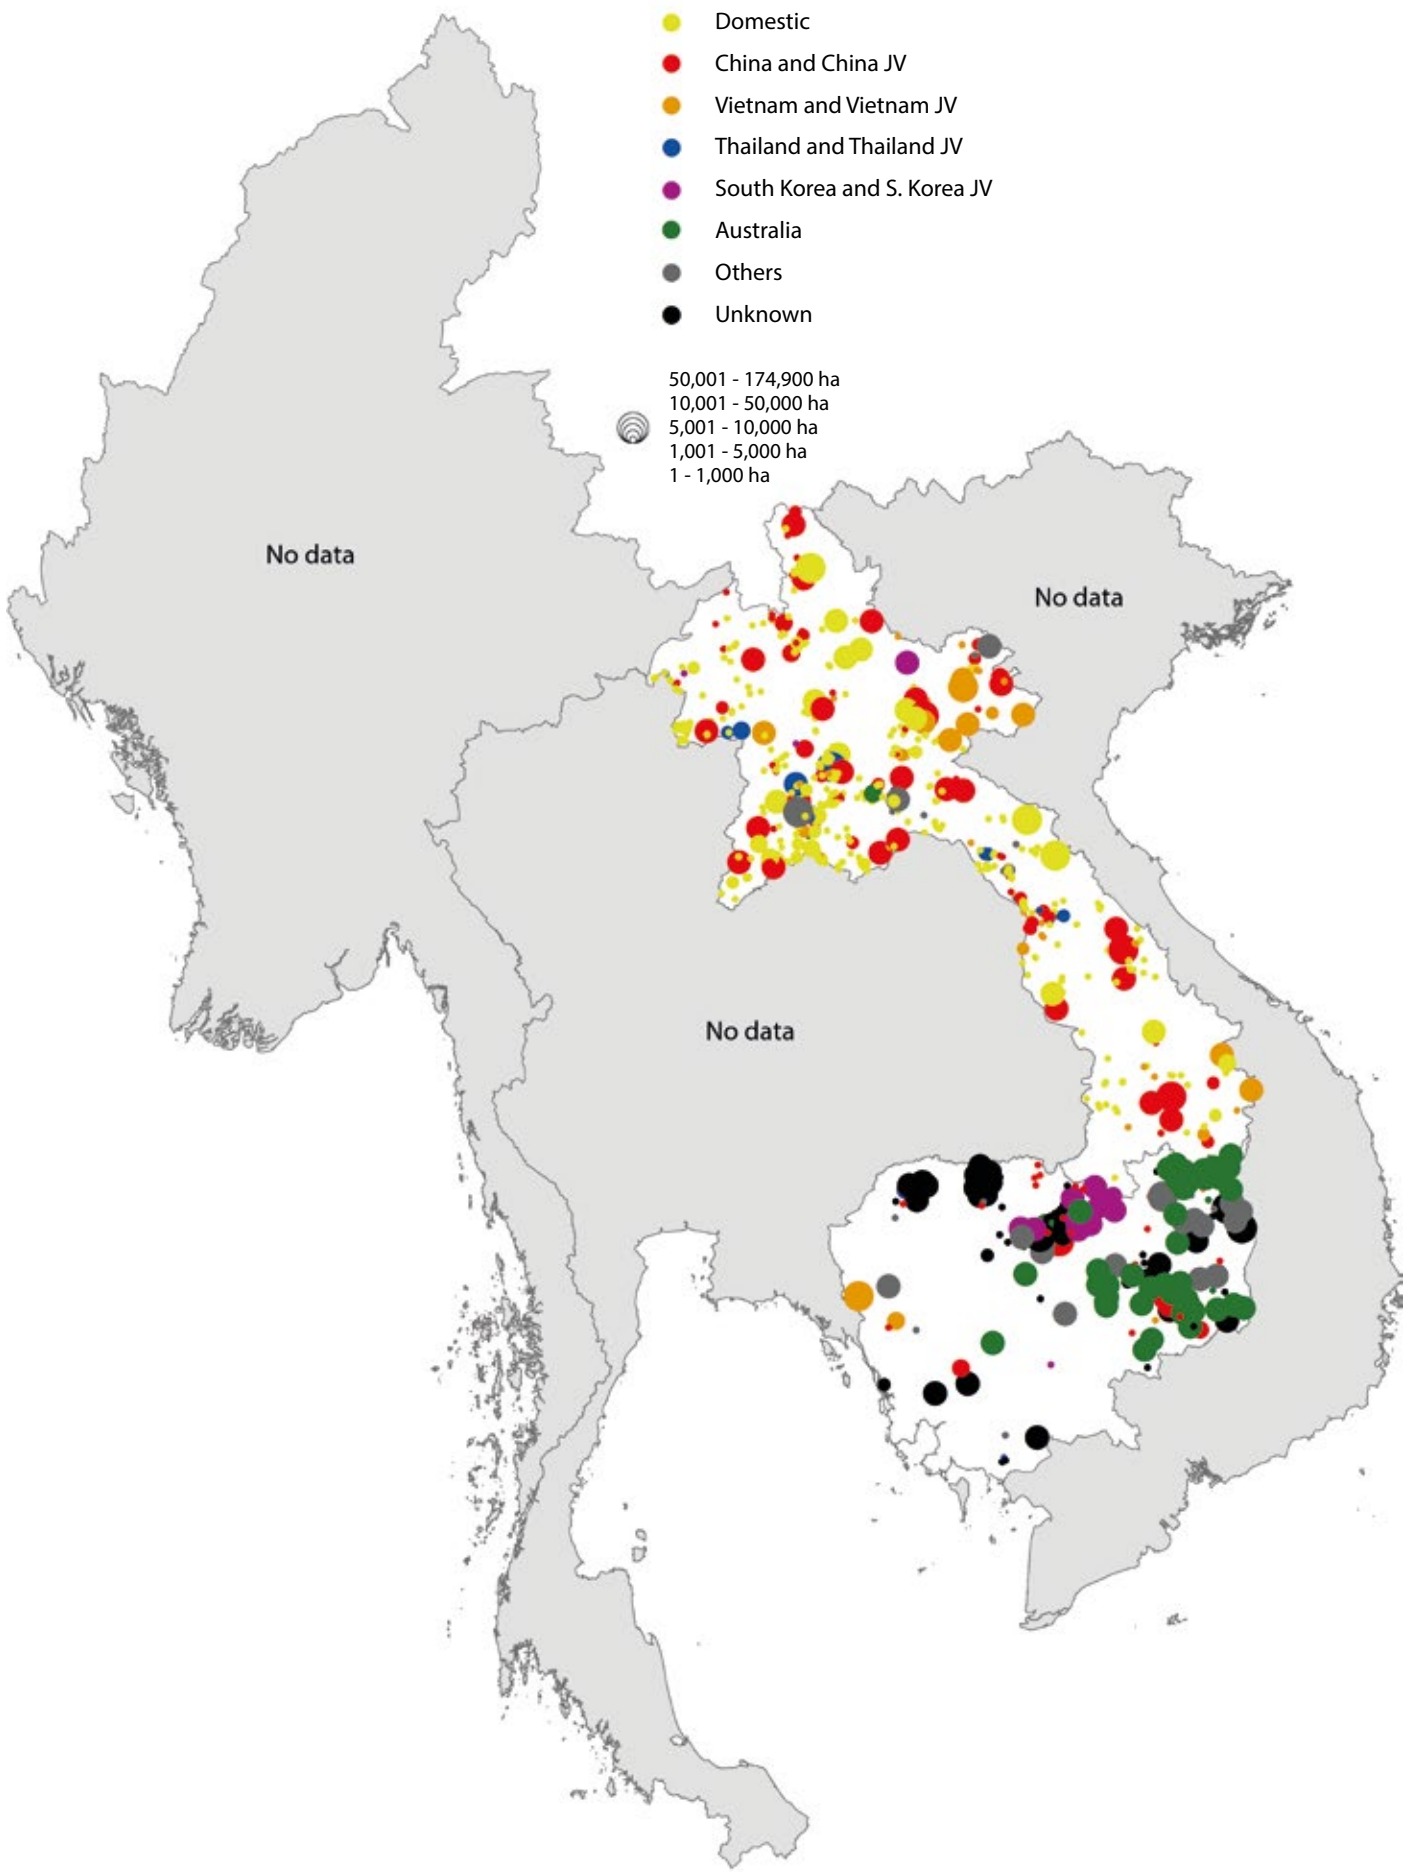 Domestic
China and China JV
Vietnam and Vietnam JV
Thailand and Thailand JV
South Korea and S. Korea JV
Australia
Others
Unknown
50,001 - 174,900 ha
10,001 - 50,000 ha
5,001 - 10,000 ha
1,001 - 5,000 ha
1 - 1,000 ha
No data
No data
No data